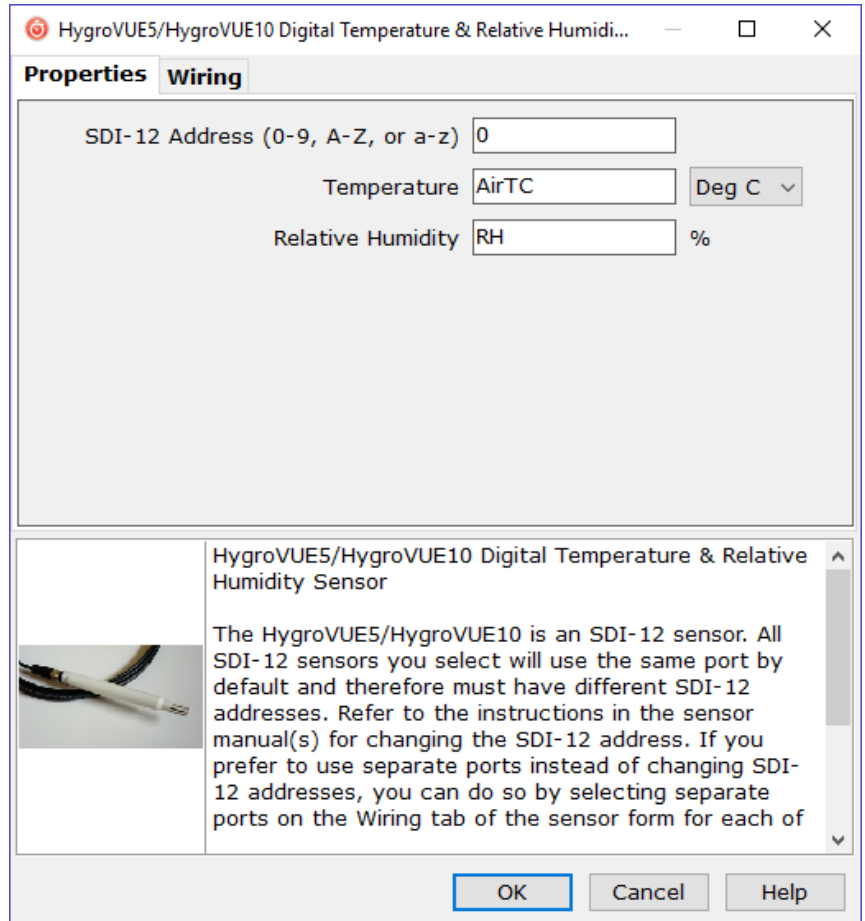 HygroVUE5/HygroVUE10 Digital Temperature & Relative Humidi...
Properties
Wiring
SDI-12 Address (0-9, A-Z, or a-z) 0
Temperature AirTC Deg C
Relative Humidity RH %
HygroVUE5/HygroVUE10 Digital Temperature & Relative
Humidity Sensor
The HygroVUE5/HygroVUE10 is an SDI-12 sensor. All
SDI-12 sensors you select will use the same port by
default and therefore must have different SDI-12
addresses. Refer to the instructions in the sensor
manual(s) for changing the SDI-12 address. If you
prefer to use separate ports instead of changing SDI-
12 addresses, you can do so by selecting separate
ports on the Wiring tab of the sensor form for each of
OK Cancel Help